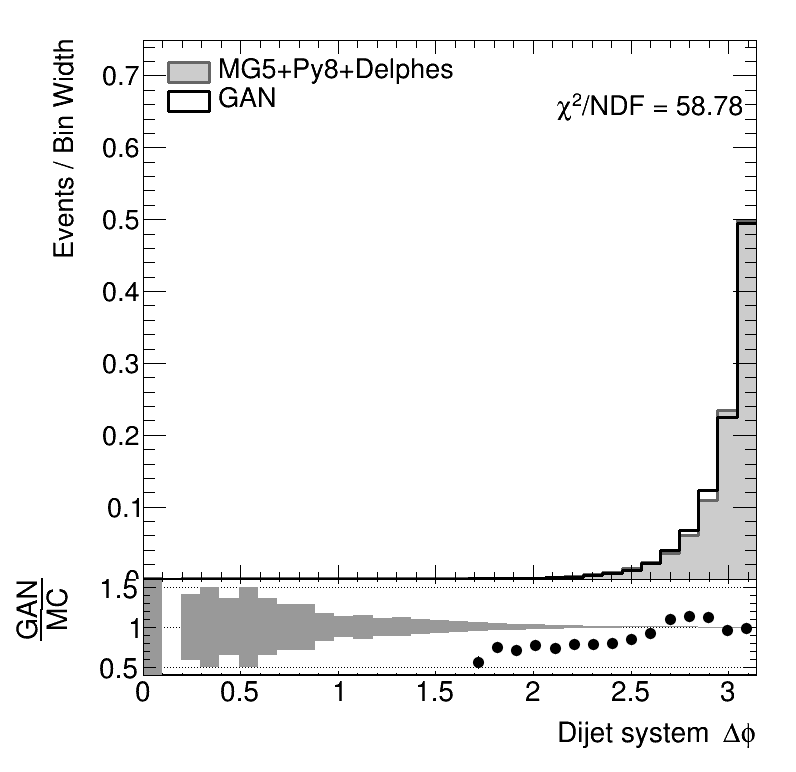 MG5+Py8+Delphes
GAN
χ²/NDF = 58.78
Events / Bin Width
0.7
0.6
0.5
0.4
0.3
0.2
0.1
0
GAN
MC
1.5
1
0.5
0 0.5 1 1.5 2 2.5 3
Dijet system Δϕ